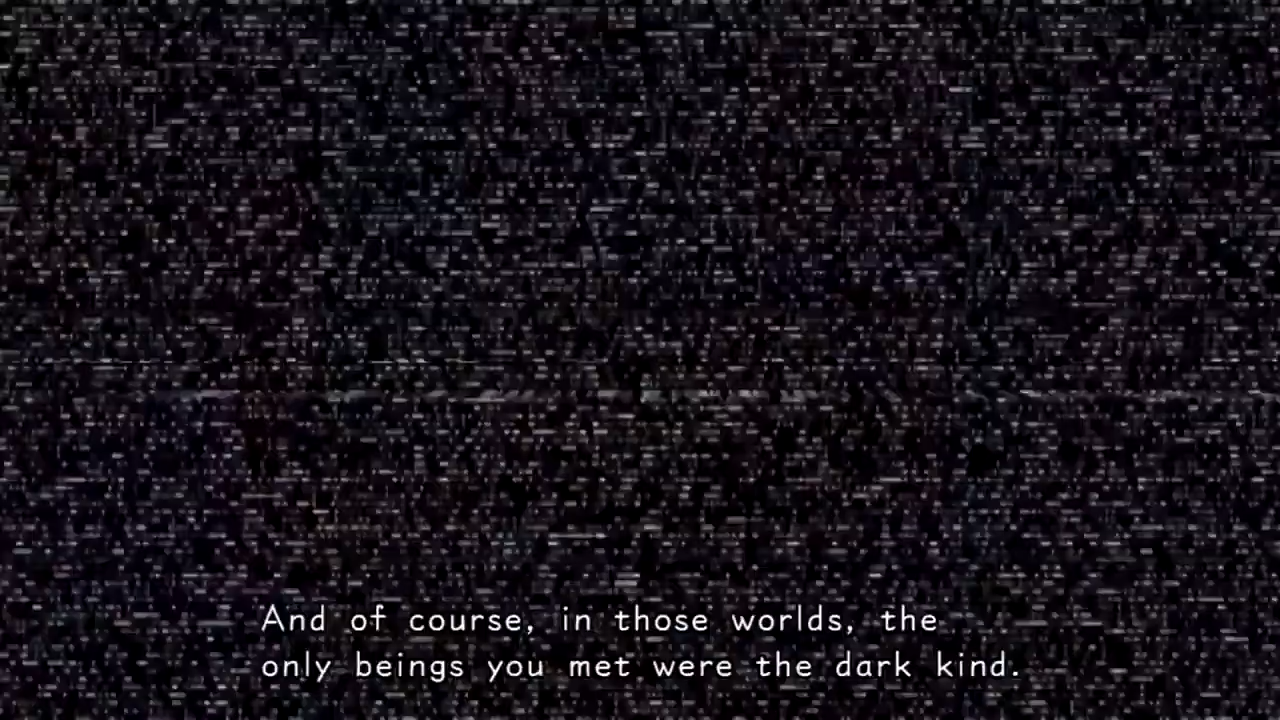 And of course, in those worlds, the
only beings you met were the dark kind.